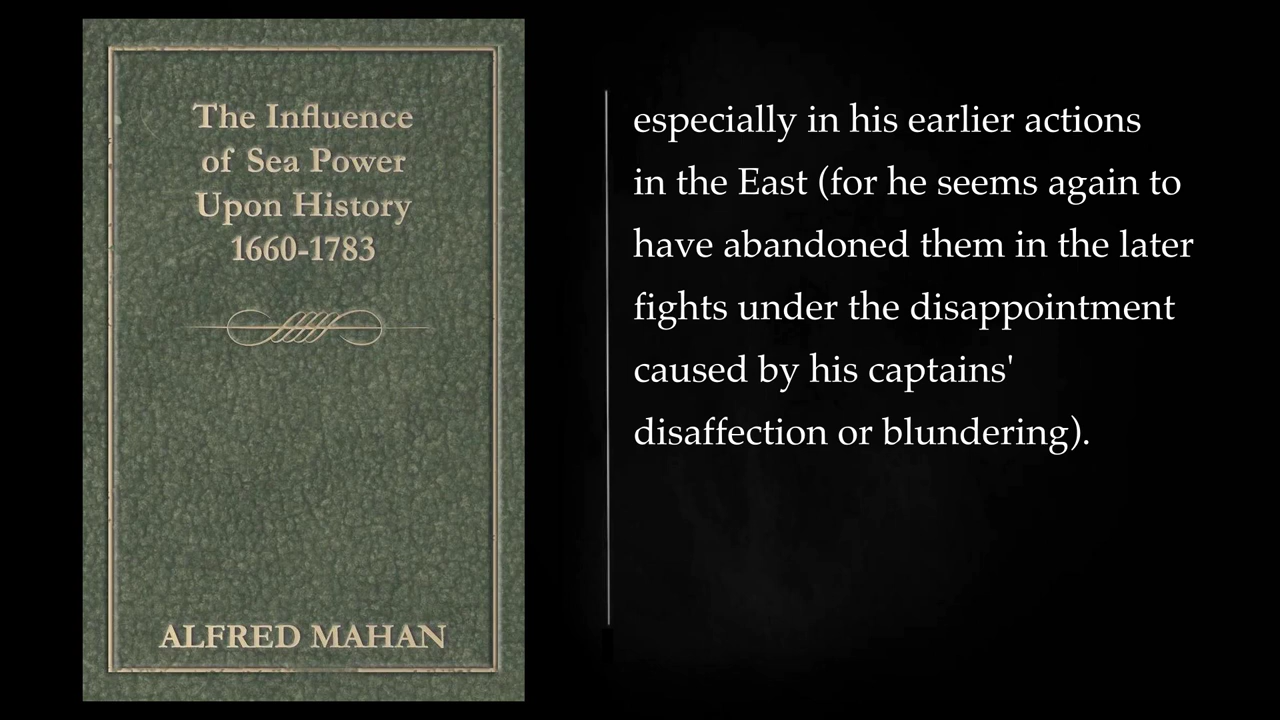 The Influence
of Sea Power
Upon History
1660-1783
ALFRED MAHAN
especially in his earlier actions
in the East (for he seems again to
have abandoned them in the later
fights under the disappointment
caused by his captains'
disaffection or blundering).